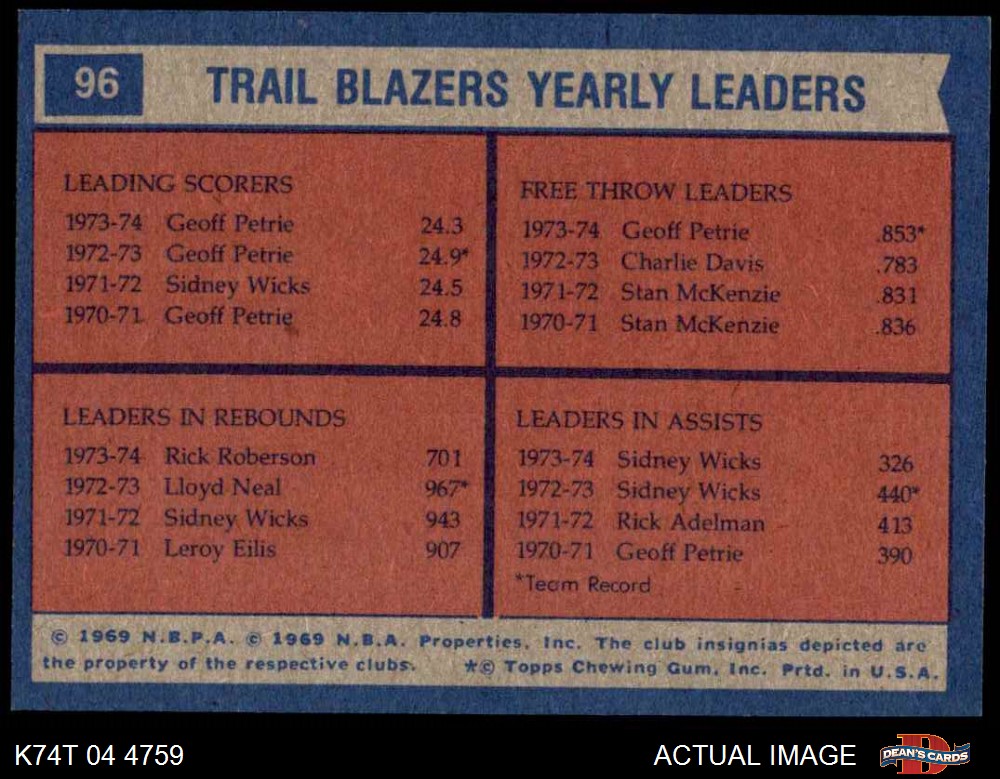 96
TRAIL BLAZERS YEARLY LEADERS
LEADING SCORERS
1973-74 Geoff Petrie 24.3
1972-73 Geoff Petrie 24.9*
1971-72 Sidney Wicks 24.5
1970-71 Geoff Petrie 24.8
FREE THROW LEADERS
1973-74 Geoff Petrie .853*
1972-73 Charlie Davis .783
1971-72 Stan McKenzie .831
1970-71 Stan McKenzie .836
LEADERS IN REBOUNDS
1973-74 Rick Roberson 701
1972-73 Lloyd Neal 967*
1971-72 Sidney Wicks 943
1970-71 Leroy Eilis 907
LEADERS IN ASSISTS
1973-74 Sidney Wicks 326
1972-73 Sidney Wicks 440*
1971-72 Rick Adelman 413
1970-71 Geoff Petrie 390
*Team Record
© 1969 N.B.P.A. © 1969 N.B.A. Properties, Inc. The club insignias depicted are
the property of the respective clubs. *© Topps Chewing Gum, Inc. Prtd. in U.S.A.
K74T 04 4759
ACTUAL IMAGE
DEAN'S CARDS